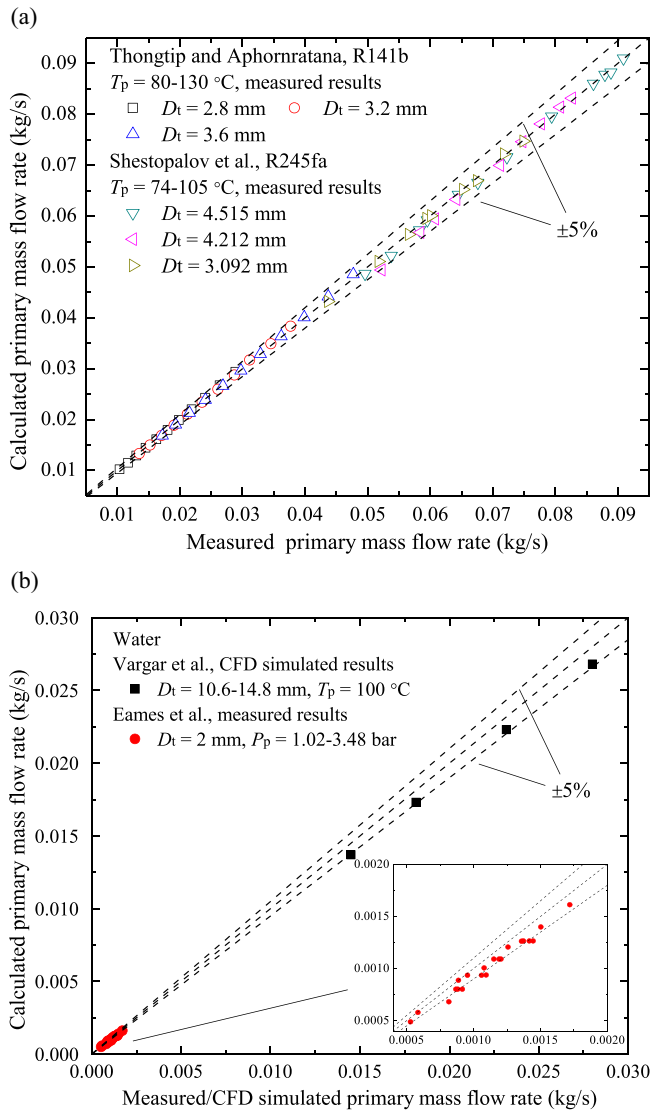 (a)
0.09
0.08
0.07
0.06
0.05
0.04
0.03
0.02
0.01
Calculated primary mass flow rate (kg/s)
Thongtip and Aphornratana, R141b
Tp = 80-130 °C, measured results
Dt = 2.8 mm
Dt = 3.2 mm
Dt = 3.6 mm
Shestopalov et al., R245fa
Tp = 74-105 °C, measured results
Dt = 4.515 mm
Dt = 4.212 mm
Dt = 3.092 mm
±5%
0.01 0.02 0.03 0.04 0.05 0.06 0.07 0.08 0.09
Measured primary mass flow rate (kg/s)
(b)
0.030
0.025
0.020
0.015
0.010
0.005
0.000
Calculated primary mass flow rate (kg/s)
Water
Vargar et al., CFD simulated results
Dt = 10.6-14.8 mm, Tp = 100 °C
Eames et al., measured results
Dt = 2 mm, Pp = 1.02-3.48 bar
±5%
0.0020
0.0015
0.0010
0.0005
0.0005 0.0010 0.0015 0.0020
0.000 0.005 0.010 0.015 0.020 0.025 0.030
Measured/CFD simulated primary mass flow rate (kg/s)